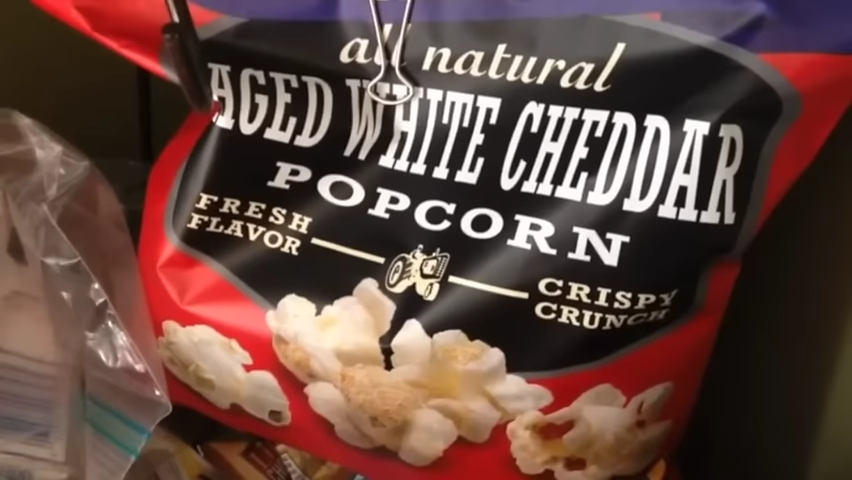 all natural
AGED WHITE CHEDDAR
POPCORN
FRESH
FLAVOR
CRISPY
CRUNCH